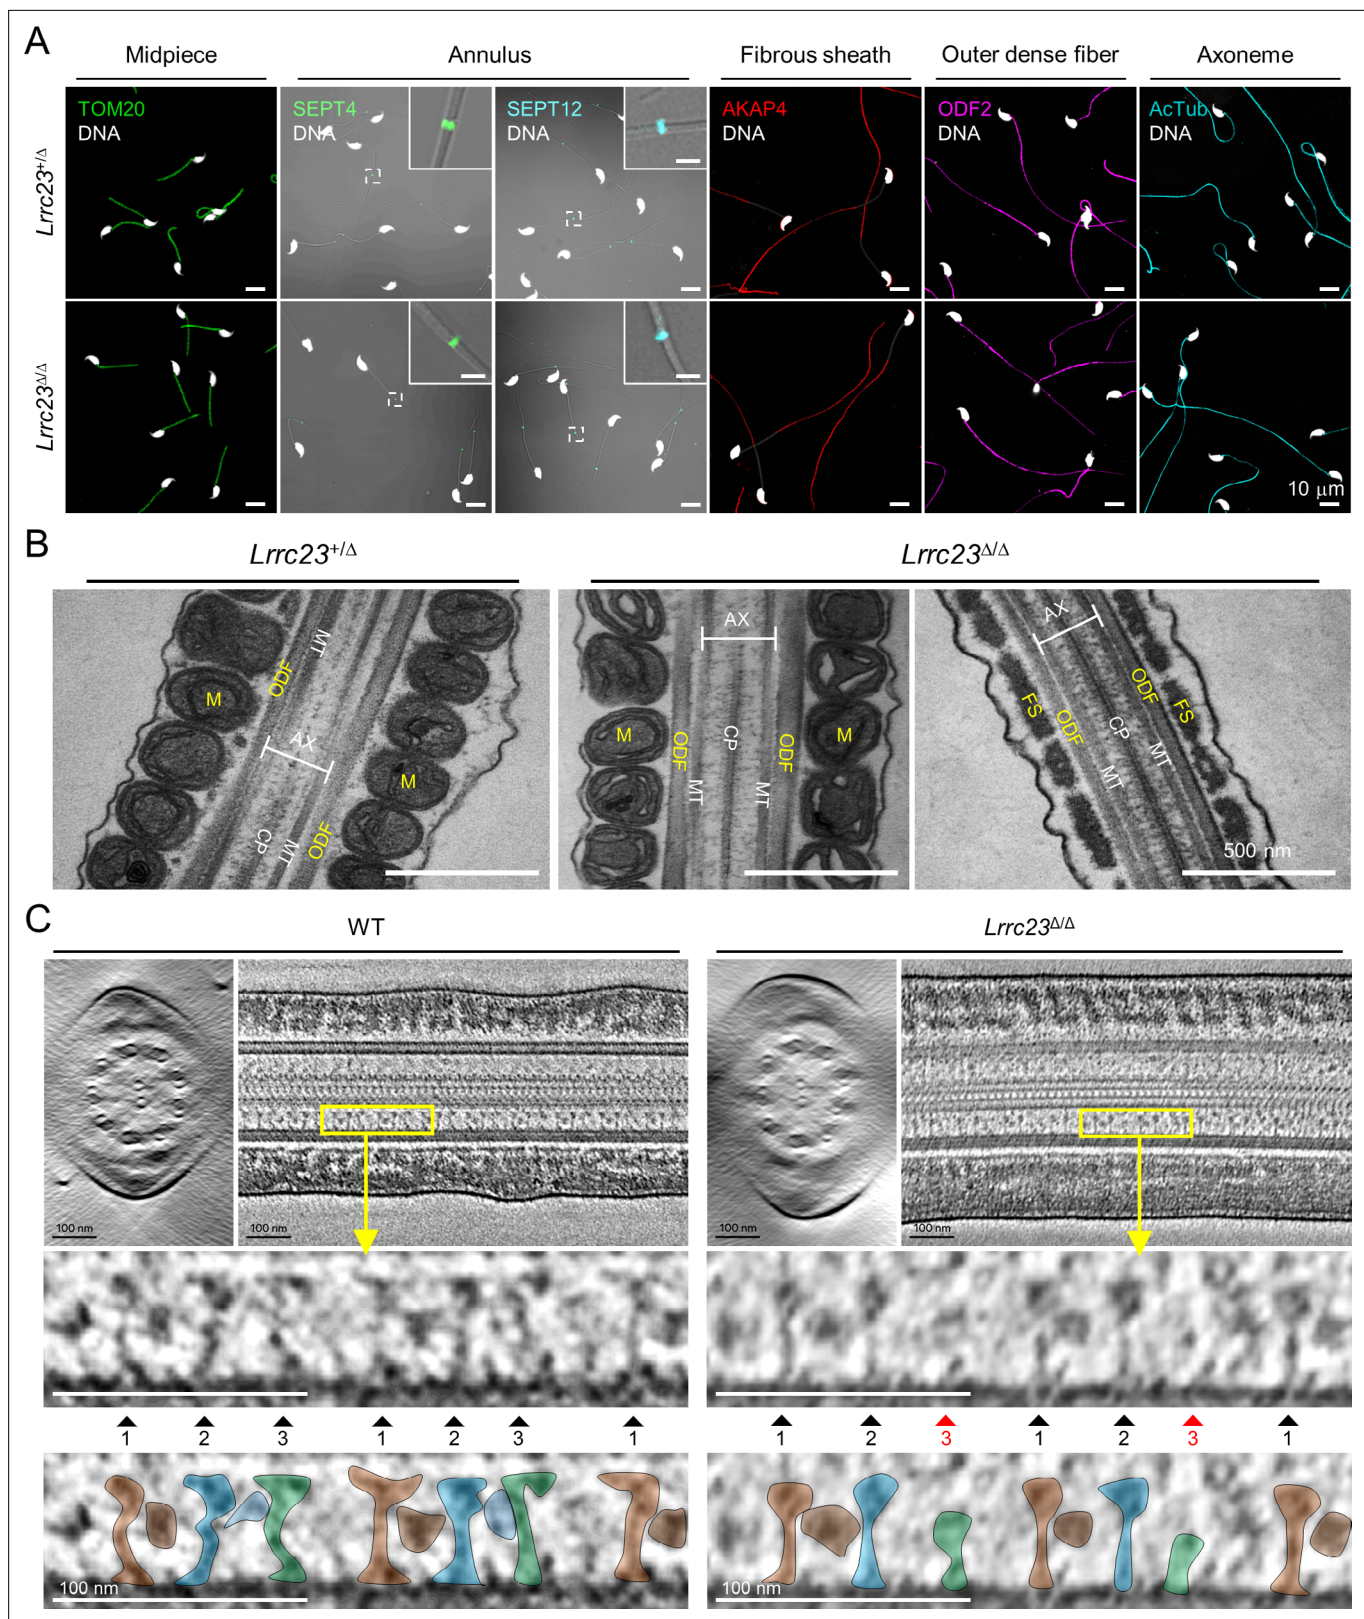 A
Midpiece
Annulus
Fibrous sheath
Outer dense fiber
Axoneme
Lrrc23+/Δ
TOM20
DNA
SEPT4
DNA
SEPT12
DNA
AKAP4
DNA
ODF2
DNA
AcTub
DNA
Lrrc23Δ/Δ
10 μm
B
Lrrc23+/Δ
Lrrc23Δ/Δ
M
ODF
MT
AX
M
CP
MT
ODF
AX
M
ODF
MT
CP
MT
ODF
M
AX
FS
ODF
MT
CP
MT
ODF
FS
500 nm
C
WT
Lrrc23Δ/Δ
100 nm
100 nm
100 nm
100 nm
1 2 3 1 2 3 1
1 2 3 1 2 3 1
100 nm
100 nm